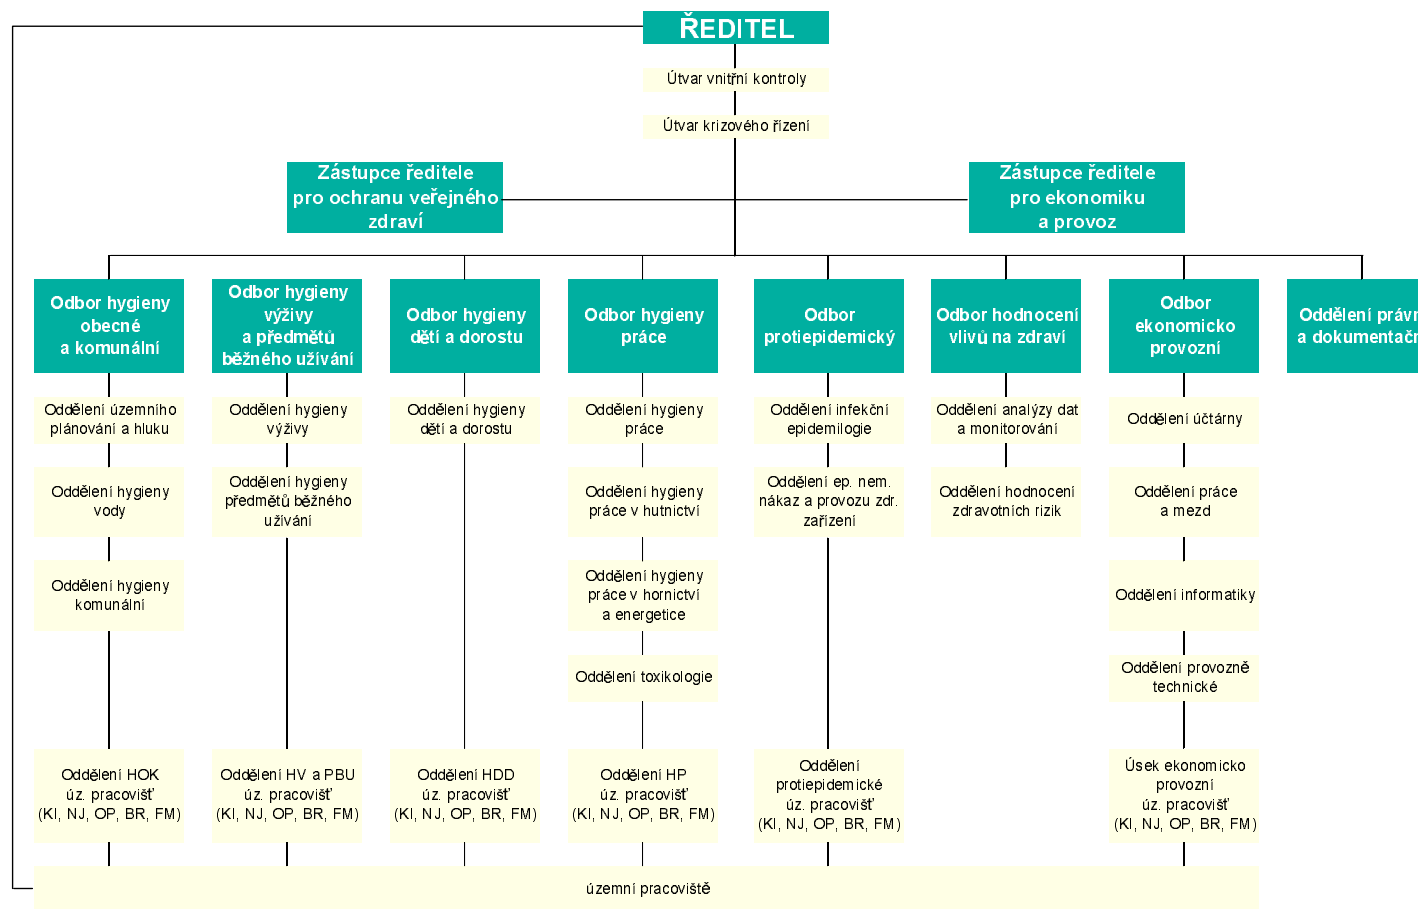 ŘEDITEL
Útvar vnitřní kontroly
Útvar krizového řízení
Zástupce ředitele
pro ochranu veřejného
zdraví
Zástupce ředitele
pro ekonomiku
a provoz
Odbor hygieny
obecné
a komunální
Odbor hygieny
výživy
a předmětů
běžného užívání
Odbor hygieny
dětí a dorostu
Odbor hygieny
práce
Odbor
protiepidemický
Odbor hodnocení
vlivů na zdraví
Odbor
ekonomicko
provozní
Oddělení právn
a dokumentačn
Oddělení územního
plánování a hluku
Oddělení hygieny
výživy
Oddělení hygieny
dětí a dorostu
Oddělení hygieny
práce
Oddělení infekční
epidemilogie
Oddělení analýzy dat
a monitorování
Oddělení účtárny
Oddělení hygieny
vody
Oddělení hygieny
předmětů běžného
užívání
Oddělení hygieny
práce v hutnictví
Oddělení ep. nem.
nákaz a provozu zdr.
zařízení
Oddělení hodnocení
zdravotních rizik
Oddělení práce
a mezd
Oddělení hygieny
komunální
Oddělení hygieny
práce v hornictví
a energetice
Oddělení informatiky
Oddělení toxikologie
Oddělení provozně
technické
Oddělení HOK
úz. pracovišť
(KI, NJ, OP, BR, FM)
Oddělení HV a PBU
úz. pracovišť
(KI, NJ, OP, BR, FM)
Oddělení HDD
úz. pracovišť
(KI, NJ, OP, BR, FM)
Oddělení HP
úz. pracovišť
(KI, NJ, OP, BR, FM)
Oddělení
protiepidemické
úz. pracovišť
(KI, NJ, OP, BR, FM)
Úsek ekonomicko
provozní
úz. pracovišť
(KI, NJ, OP, BR, FM)
územní pracoviště